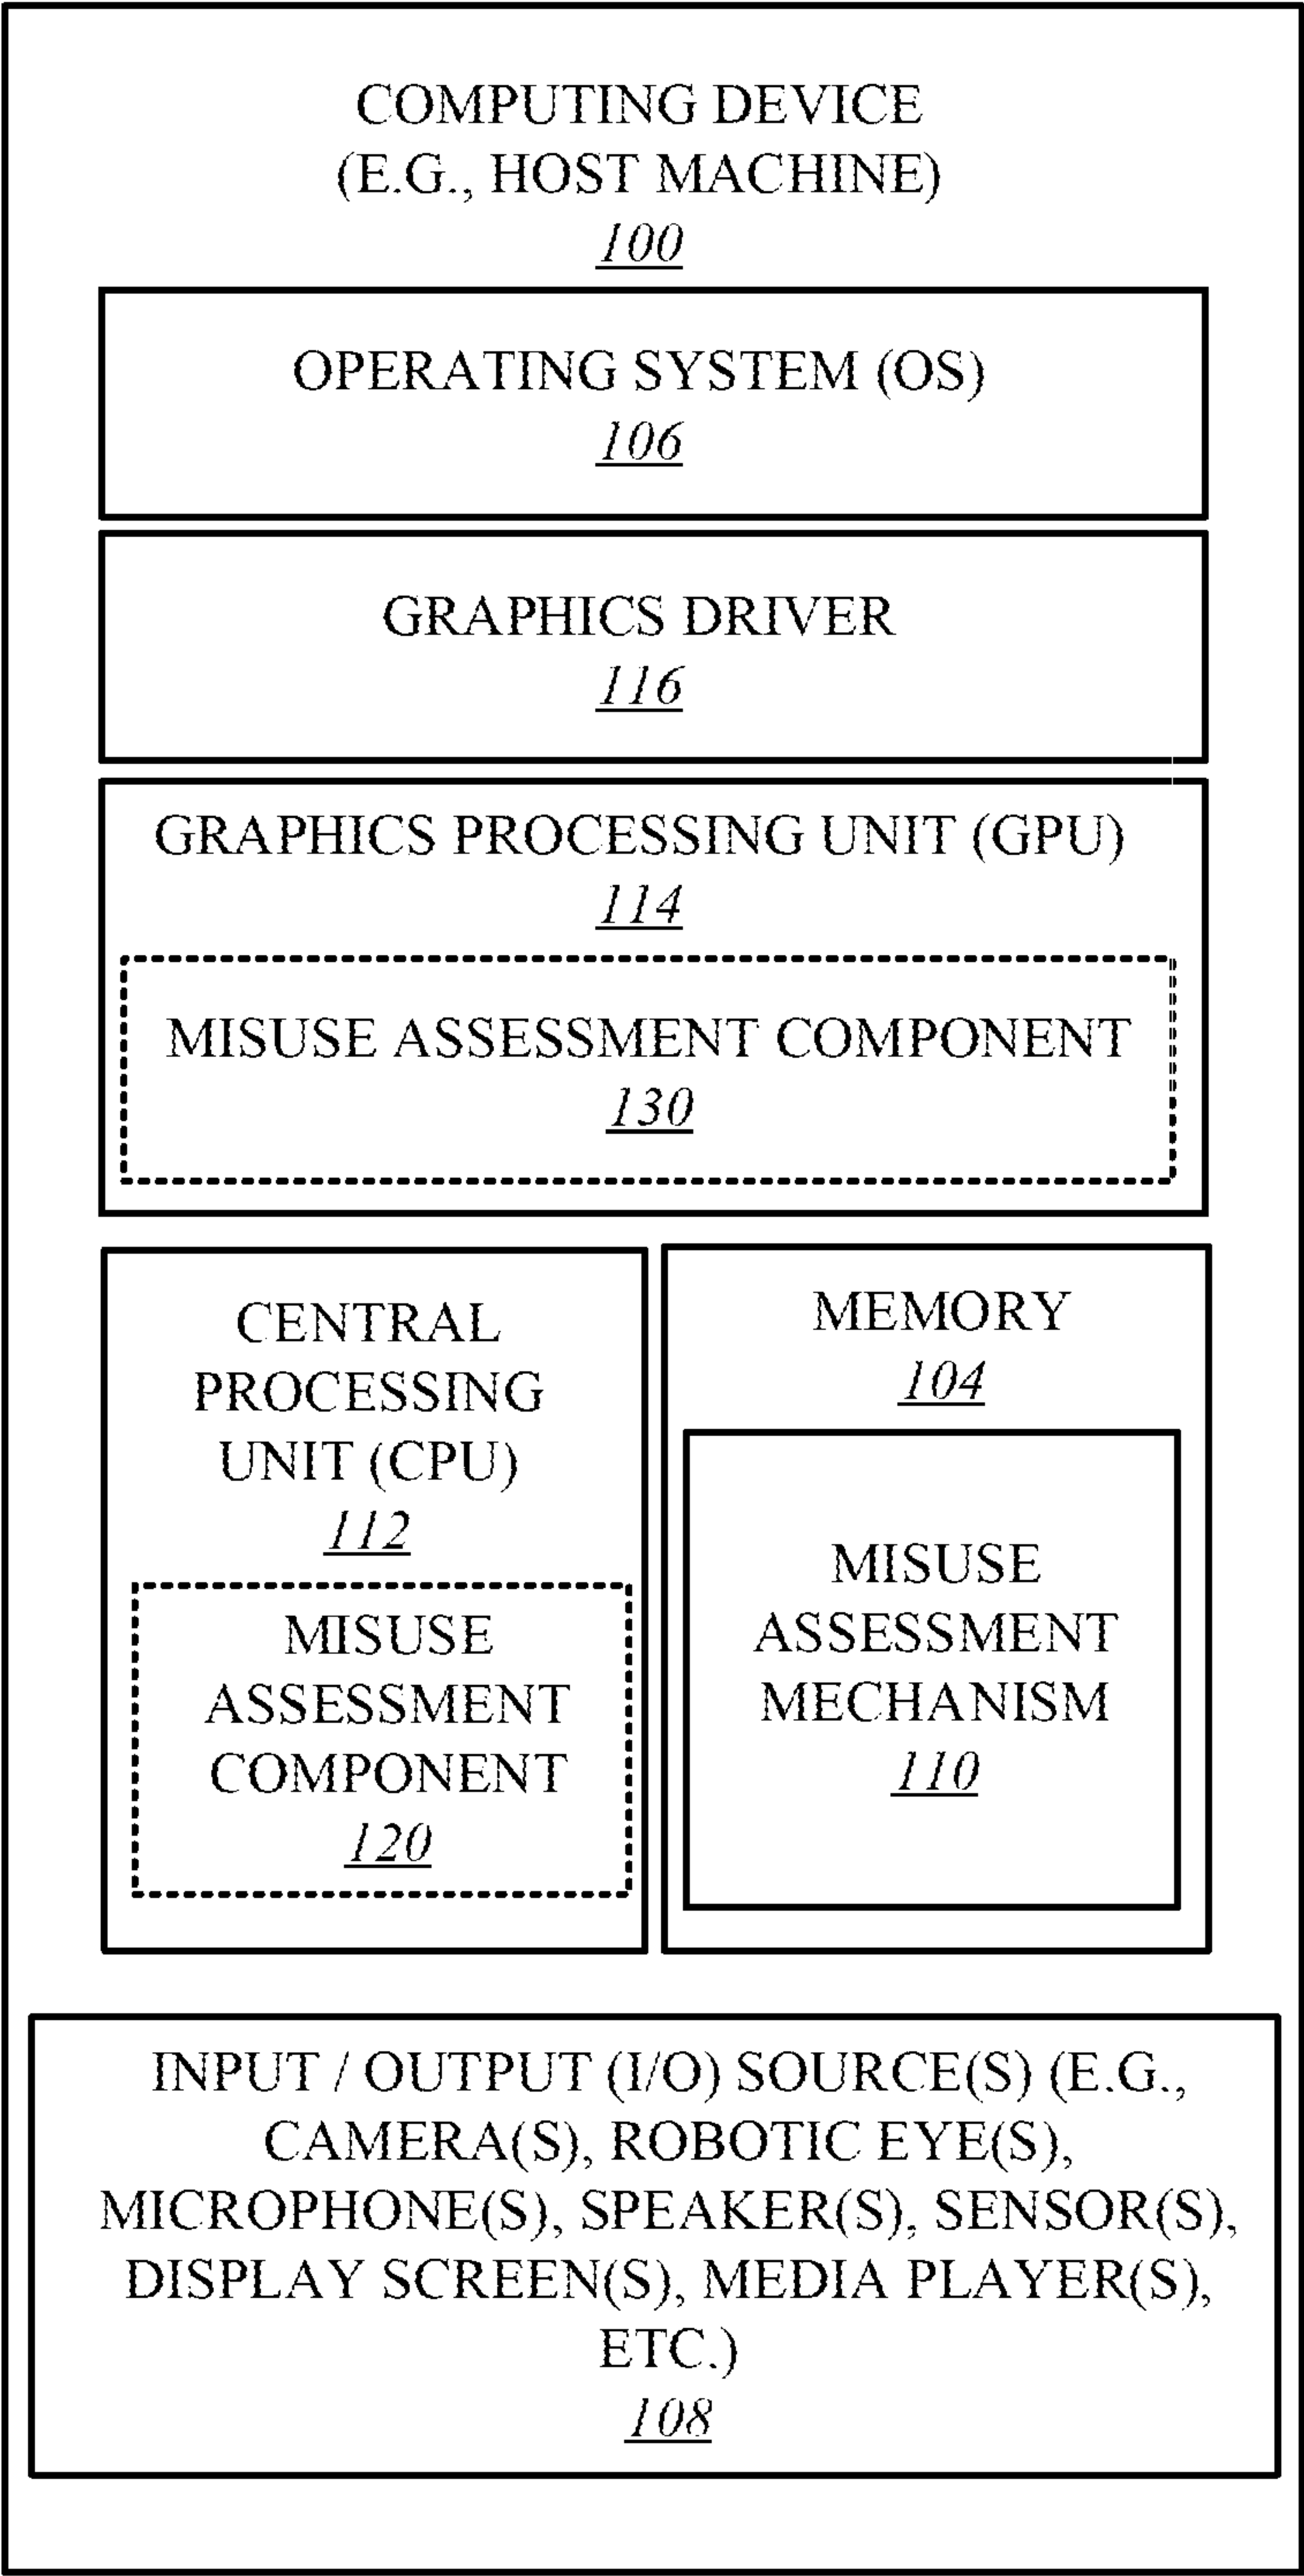 COMPUTING DEVICE
(E.G., HOST MACHINE)
100
OPERATING SYSTEM (OS)
106
GRAPHICS DRIVER
116
GRAPHICS PROCESSING UNIT (GPU)
114
MISUSE ASSESSMENT COMPONENT
130
CENTRAL
PROCESSING
UNIT (CPU)
112
MISUSE
ASSESSMENT
COMPONENT
120
MEMORY
104
MISUSE
ASSESSMENT
MECHANISM
110
INPUT / OUTPUT (I/O) SOURCE(S) (E.G.,
CAMERA(S), ROBOTIC EYE(S),
MICROPHONE(S), SPEAKER(S), SENSOR(S),
DISPLAY SCREEN(S), MEDIA PLAYER(S),
ETC.)
108